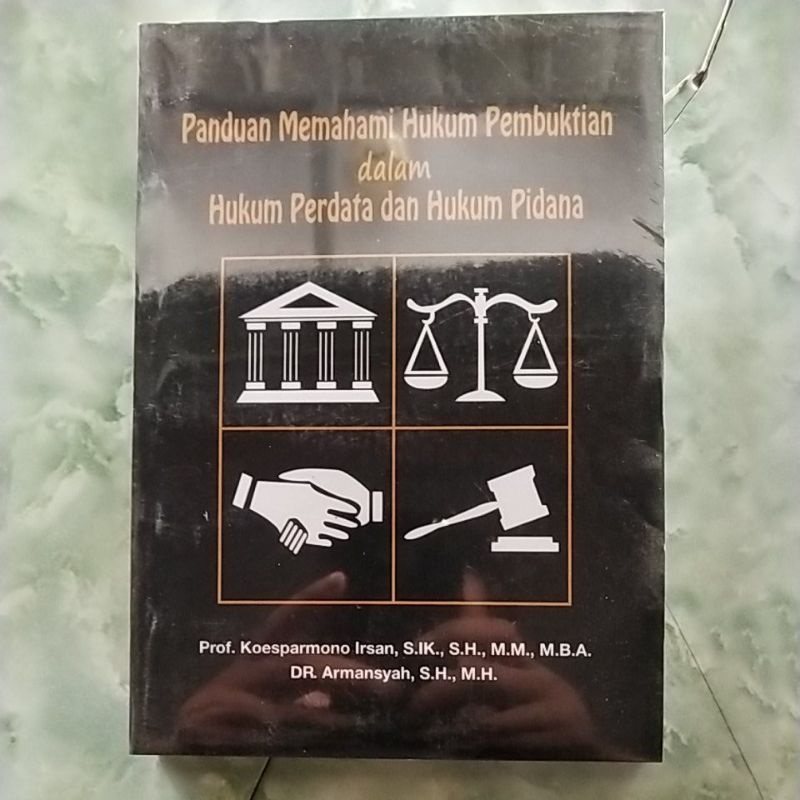 Panduan Memahami Hukum Pembuktian
dalam
Hukum Perdata dan Hukum Pidana
Prof. Koesparmono Irsan, S.IK., S.H., M.M., M.B.A.
DR. Armansyah, S.H., M.H.